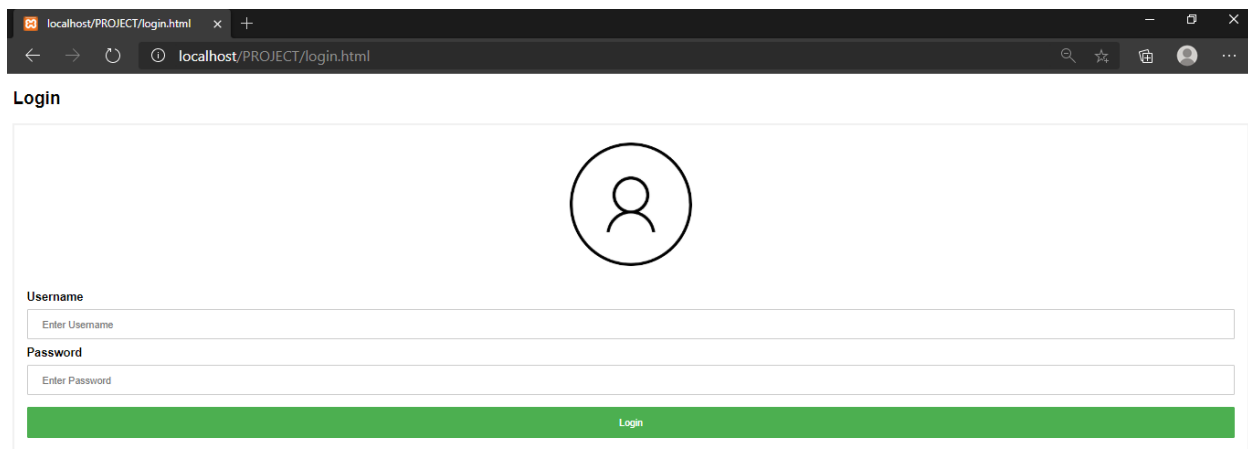 localhost/PROJECT/login.html
localhost/PROJECT/login.html
Login
Username
Enter Username
Password
Enter Password
Login